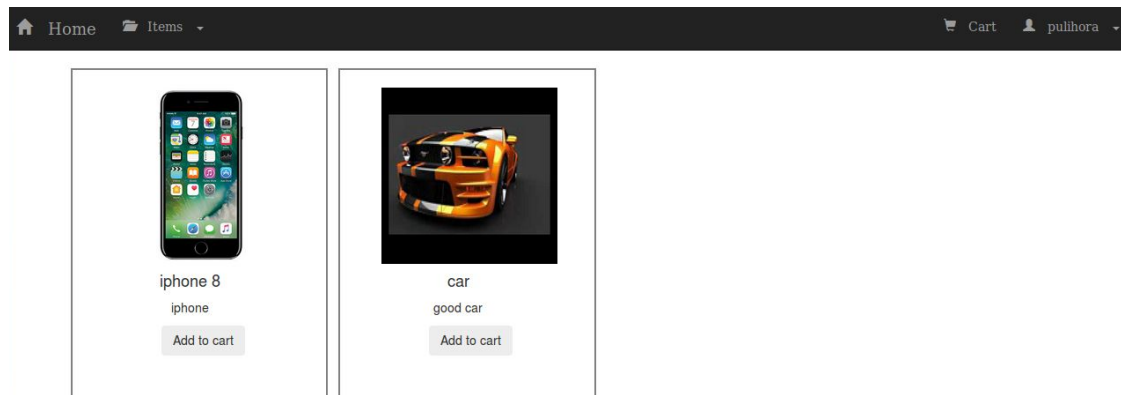 Home Items Cart pulihora
iphone 8
iphone
Add to cart
car
good car
Add to cart